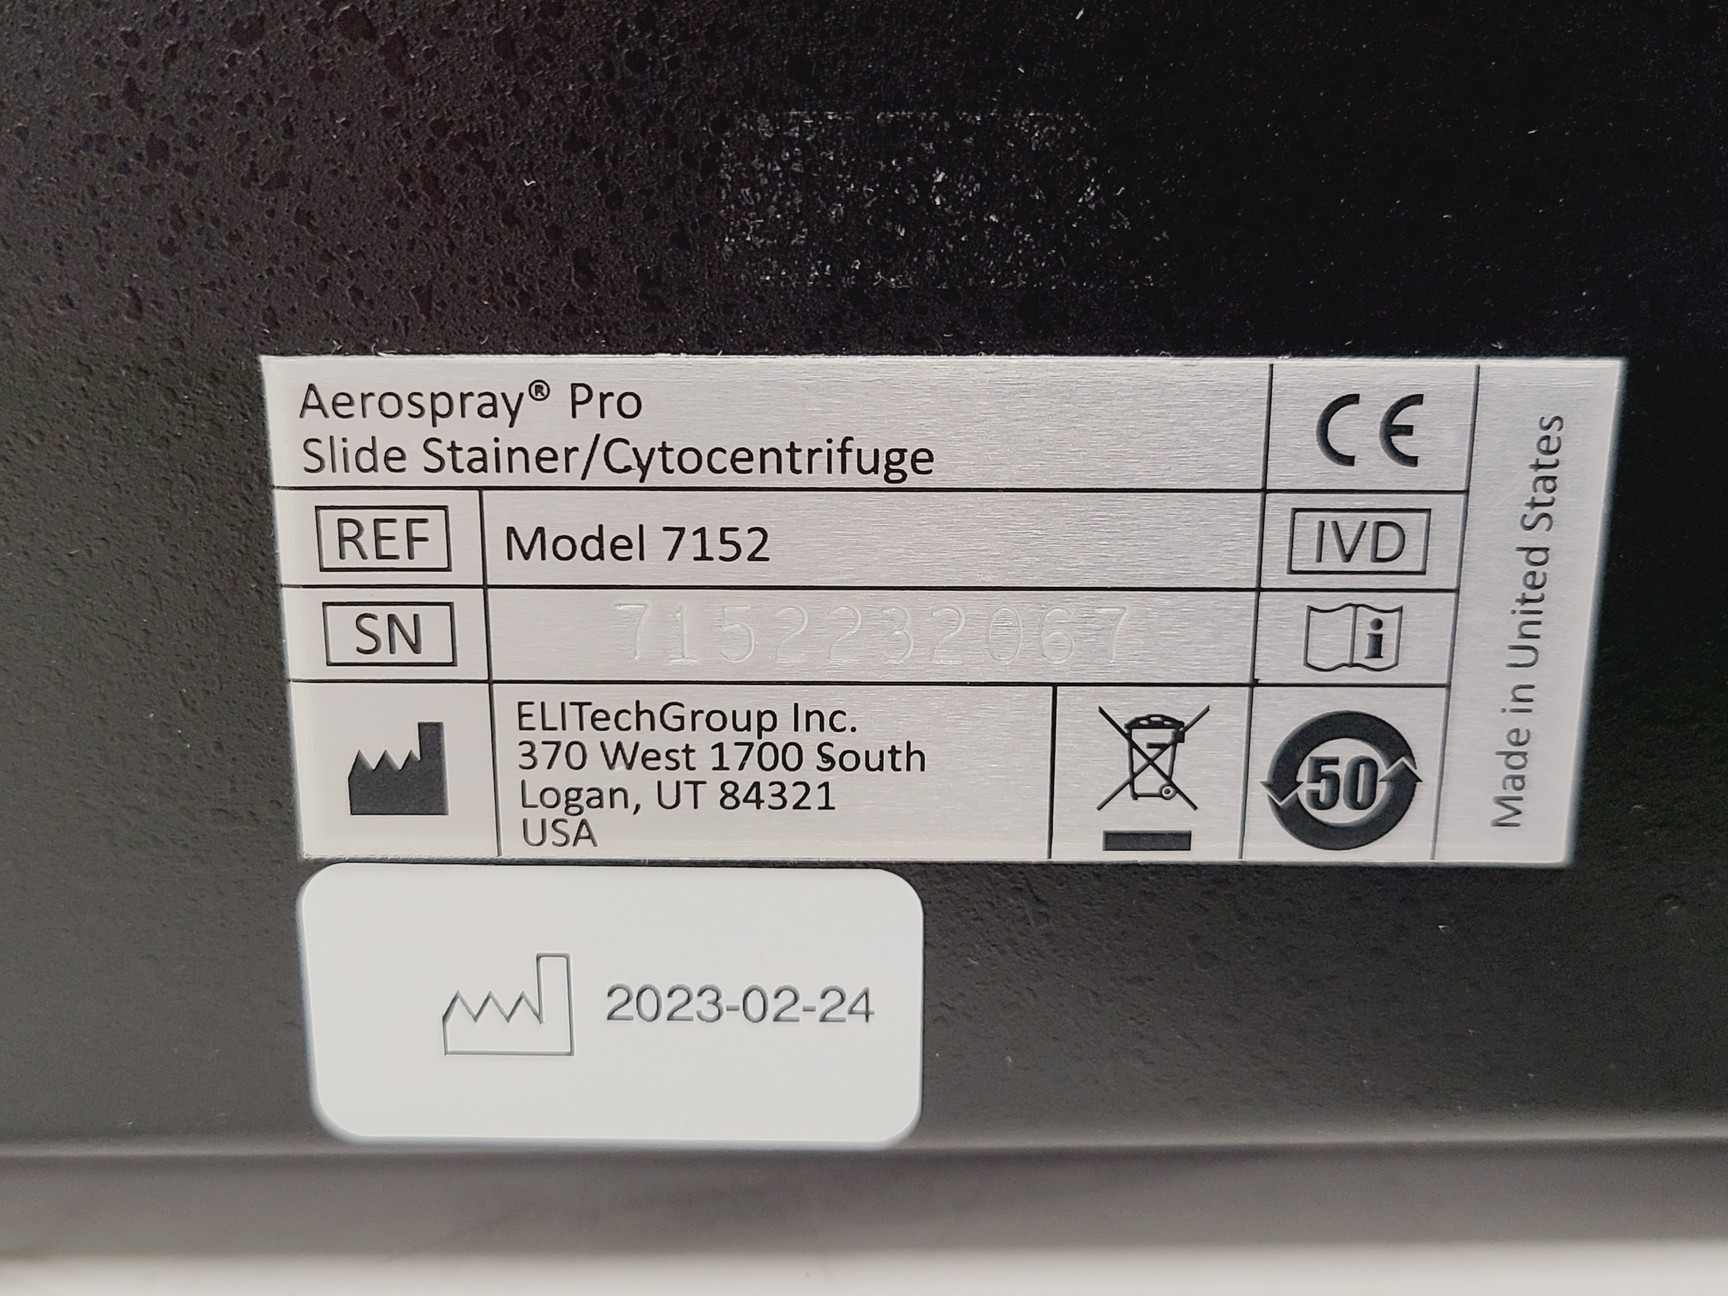 Aerospray® Pro
Slide Stainer/Cytocentrifuge
CE
REF
Model 7152
IVD
SN
7152232067
i
ELITechGroup Inc.
370 West 1700 South
Logan, UT 84321
USA
50
Made in United States
2023-02-24